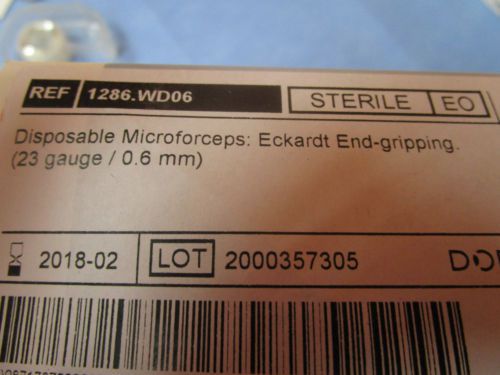 REF 1286.WD06 STERILE EO
Disposable Microforceps: Eckardt End-gripping.
(23 gauge / 0.6 mm)
2018-02 LOT 2000357305